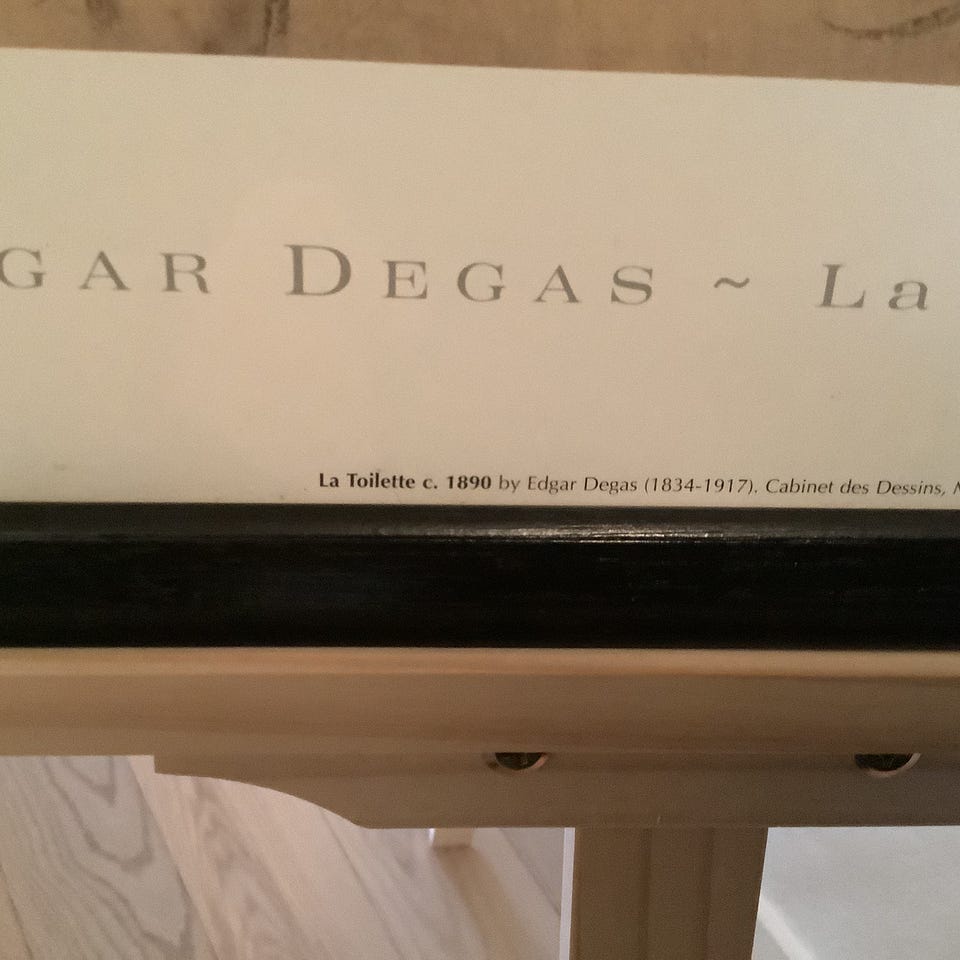 GAR DEGAS ~ La
La Toilette c. 1890 by Edgar Degas (1834-1917). Cabinet des Dessins,